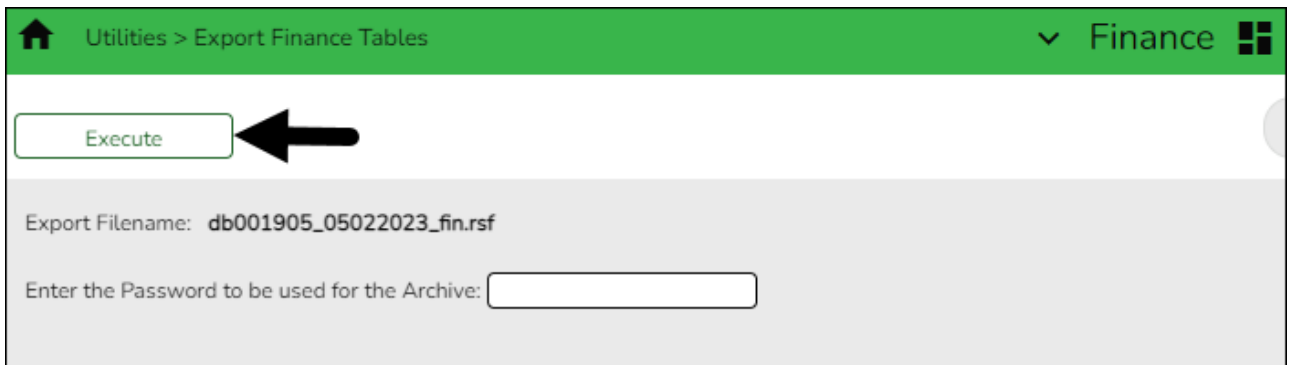 Utilities > Export Finance Tables
Finance
Execute
Export Filename: db001905_05022023_fin.rsf
Enter the Password to be used for the Archive: